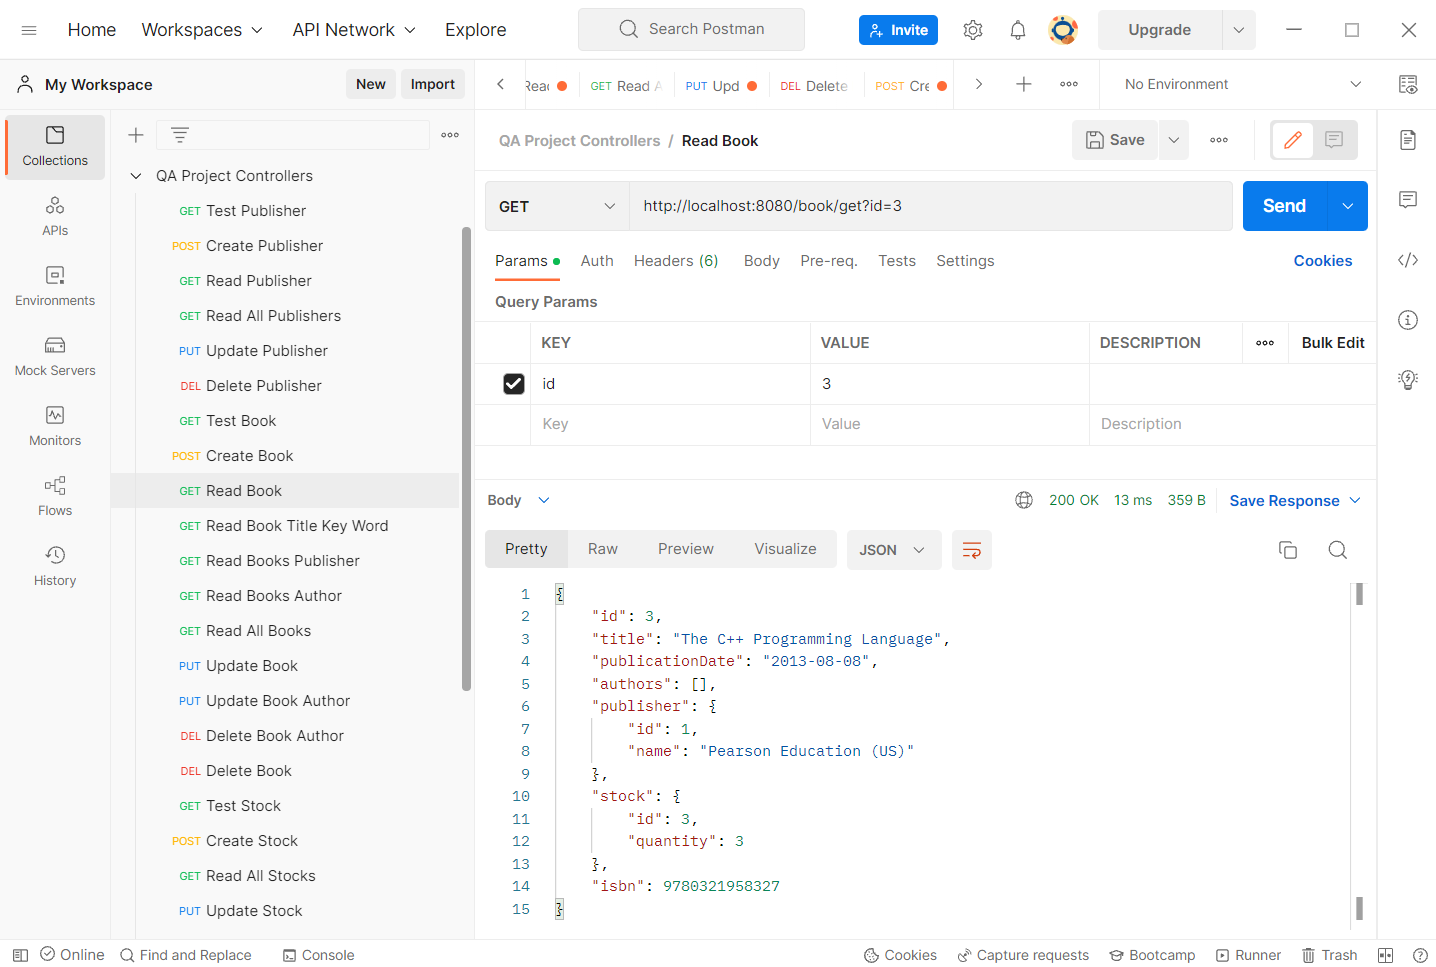 Home Workspaces API Network Explore Search Postman Invite Upgrade
My Workspace New Import
GET Read A PUT Upd DEL Delete POST Cre No Environment
Collections
APIs
Environments
Mock Servers
Monitors
Flows
History
QA Project Controllers
GET Test Publisher
POST Create Publisher
GET Read Publisher
GET Read All Publishers
PUT Update Publisher
DEL Delete Publisher
GET Test Book
POST Create Book
GET Read Book
GET Read Book Title Key Word
GET Read Books Publisher
GET Read Books Author
GET Read All Books
PUT Update Book
PUT Update Book Author
DEL Delete Book Author
DEL Delete Book
GET Test Stock
POST Create Stock
GET Read All Stocks
PUT Update Stock
QA Project Controllers / Read Book Save
GET http://localhost:8080/book/get?id=3 Send
Params Auth Headers (6) Body Pre-req. Tests Settings Cookies
Query Params
KEY VALUE DESCRIPTION Bulk Edit
id 3
Key Value Description
Body 200 OK 13 ms 359 B Save Response
Pretty Raw Preview Visualize JSON
1 {
2 "id": 3,
3 "title": "The C++ Programming Language",
4 "publicationDate": "2013-08-08",
5 "authors": [],
6 "publisher": {
7 "id": 1,
8 "name": "Pearson Education (US)"
9 },
10 "stock": {
11 "id": 3,
12 "quantity": 3
13 },
14 "isbn": 9780321958327
15 }
Online Find and Replace Console Cookies Capture requests Bootcamp Runner Trash